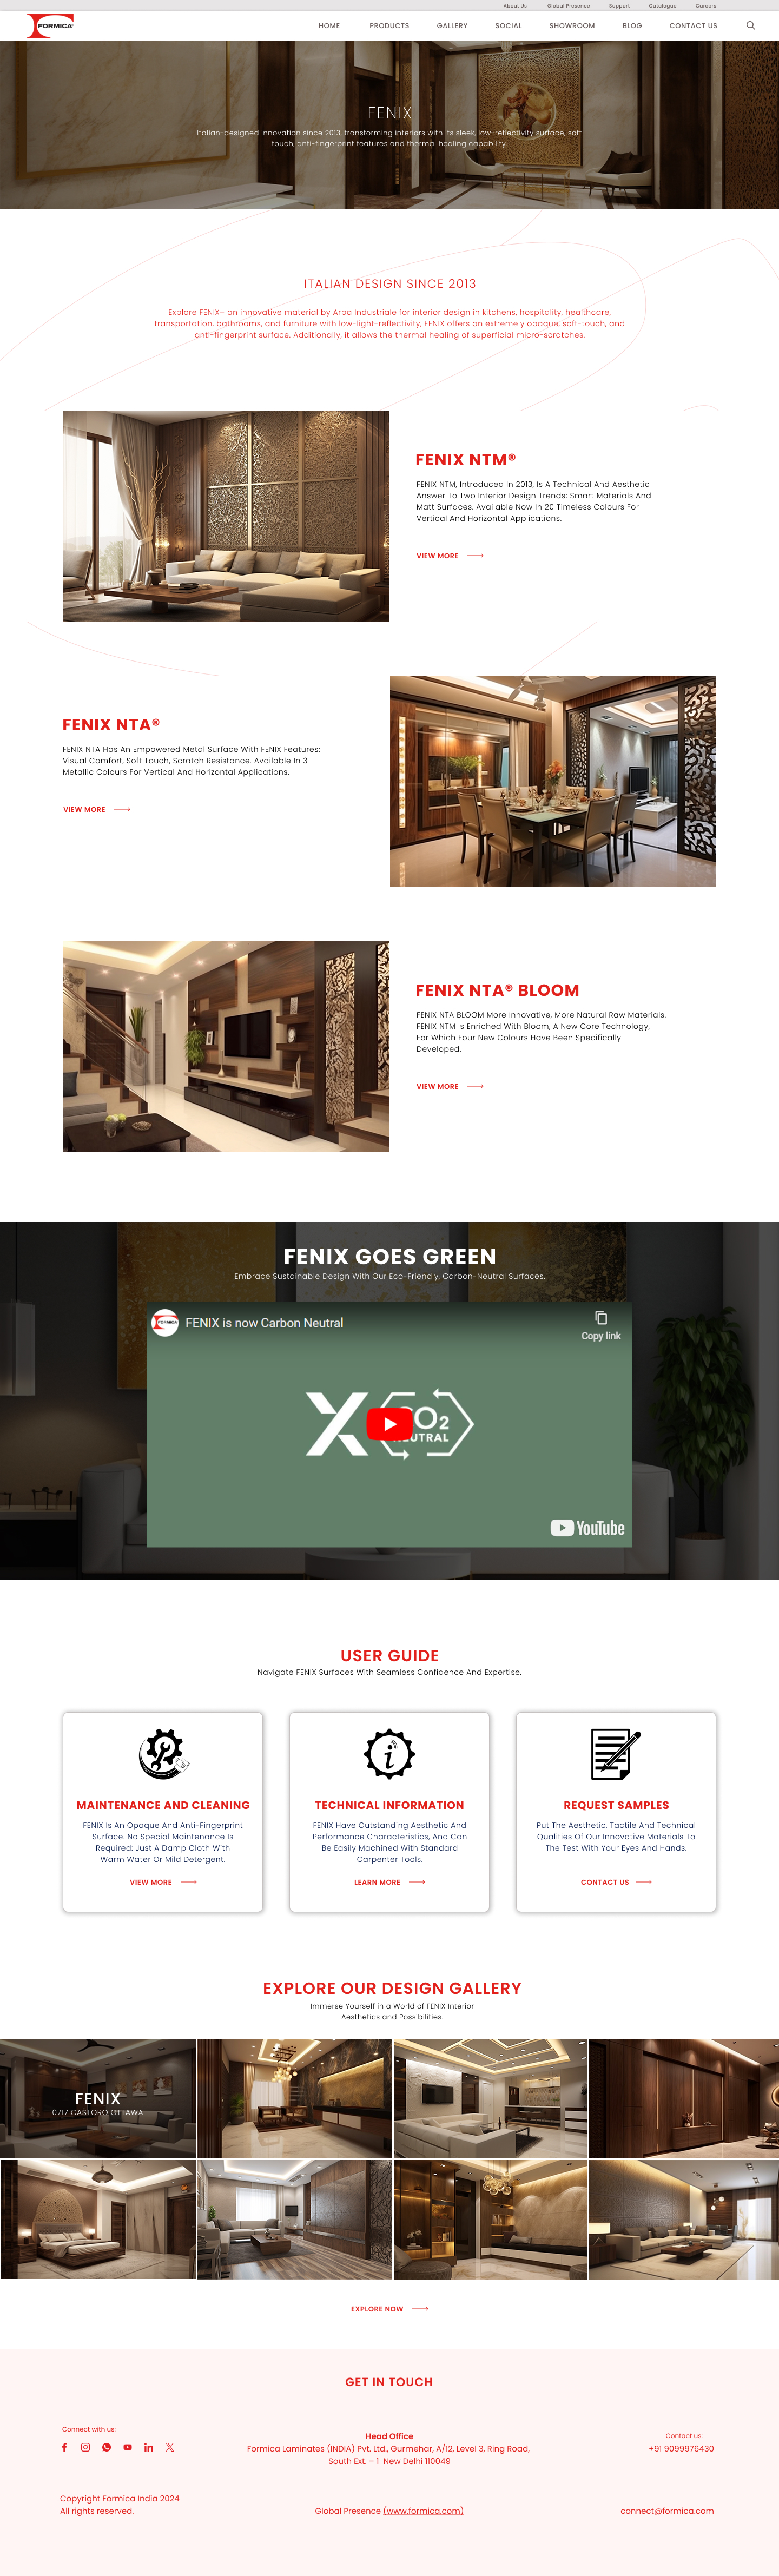 About Us Global Presence Support Catalogue Careers
FORMICA®
HOME PRODUCTS GALLERY SOCIAL SHOWROOM BLOG CONTACT US
FENIX
Italian-designed innovation since 2013, transforming interiors with its sleek, low-reflectivity surface, soft
touch, anti-fingerprint features and thermal healing capability.
ITALIAN DESIGN SINCE 2013
Explore FENIX– an innovative material by Arpa Industriale for interior design in kitchens, hospitality, healthcare,
transportation, bathrooms, and furniture with low-light-reflectivity, FENIX offers an extremely opaque, soft-touch, and
anti-fingerprint surface. Additionally, it allows the thermal healing of superficial micro-scratches.
FENIX NTM®
FENIX NTM, Introduced In 2013, Is A Technical And Aesthetic
Answer To Two Interior Design Trends; Smart Materials And
Matt Surfaces. Available Now In 20 Timeless Colours For
Vertical And Horizontal Applications.
VIEW MORE
FENIX NTA®
FENIX NTA Has An Empowered Metal Surface With FENIX Features:
Visual Comfort, Soft Touch, Scratch Resistance. Available In 3
Metallic Colours For Vertical And Horizontal Applications.
VIEW MORE
FENIX NTA® BLOOM
FENIX NTA BLOOM More Innovative, More Natural Raw Materials.
FENIX NTM Is Enriched With Bloom, A New Core Technology,
For Which Four New Colours Have Been Specifically
Developed.
VIEW MORE
FENIX GOES GREEN
Embrace Sustainable Design With Our Eco-Friendly, Carbon-Neutral Surfaces.
FORMICA
FENIX is now Carbon Neutral
Copy link
X O2
UTRAL
YouTube
USER GUIDE
Navigate FENIX Surfaces With Seamless Confidence And Expertise.
MAINTENANCE AND CLEANING
FENIX Is An Opaque And Anti-Fingerprint
Surface. No Special Maintenance Is
Required: Just A Damp Cloth With
Warm Water Or Mild Detergent.
VIEW MORE
TECHNICAL INFORMATION
FENIX Have Outstanding Aesthetic And
Performance Characteristics, And Can
Be Easily Machined With Standard
Carpenter Tools.
LEARN MORE
REQUEST SAMPLES
Put The Aesthetic, Tactile And Technical
Qualities Of Our Innovative Materials To
The Test With Your Eyes And Hands.
CONTACT US
EXPLORE OUR DESIGN GALLERY
Immerse Yourself in a World of FENIX Interior
Aesthetics and Possibilities.
FENIX
0717 CASTORO OTTAWA
EXPLORE NOW
GET IN TOUCH
Connect with us:
Head Office
Formica Laminates (INDIA) Pvt. Ltd., Gurmehar, A/12, Level 3, Ring Road,
South Ext. – 1 New Delhi 110049
Contact us:
+91 9099976430
Copyright Formica India 2024
All rights reserved.
Global Presence (www.formica.com)
connect@formica.com